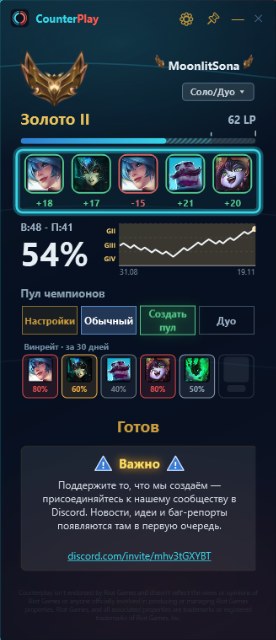 CounterPlay
MoonlitSona
Соло/Дуо
Золото II
62 LP
+18 +17 -15 +21 +20
В:48 - П:41
54%
GII
GIII
GIV
31.08 19.11
Пул чемпионов
Настройки Обычный Создать пул Дуо
Винрейт · за 30 дней
80% 60% 40% 80% 50%
Готов
Важно
Поддержите то, что мы создаём —
присоединяйтесь к нашему сообществу в
Discord. Новости, идеи и баг-репорты
появляются там в первую очередь.
discord.com/invite/mhv3tGXYBT